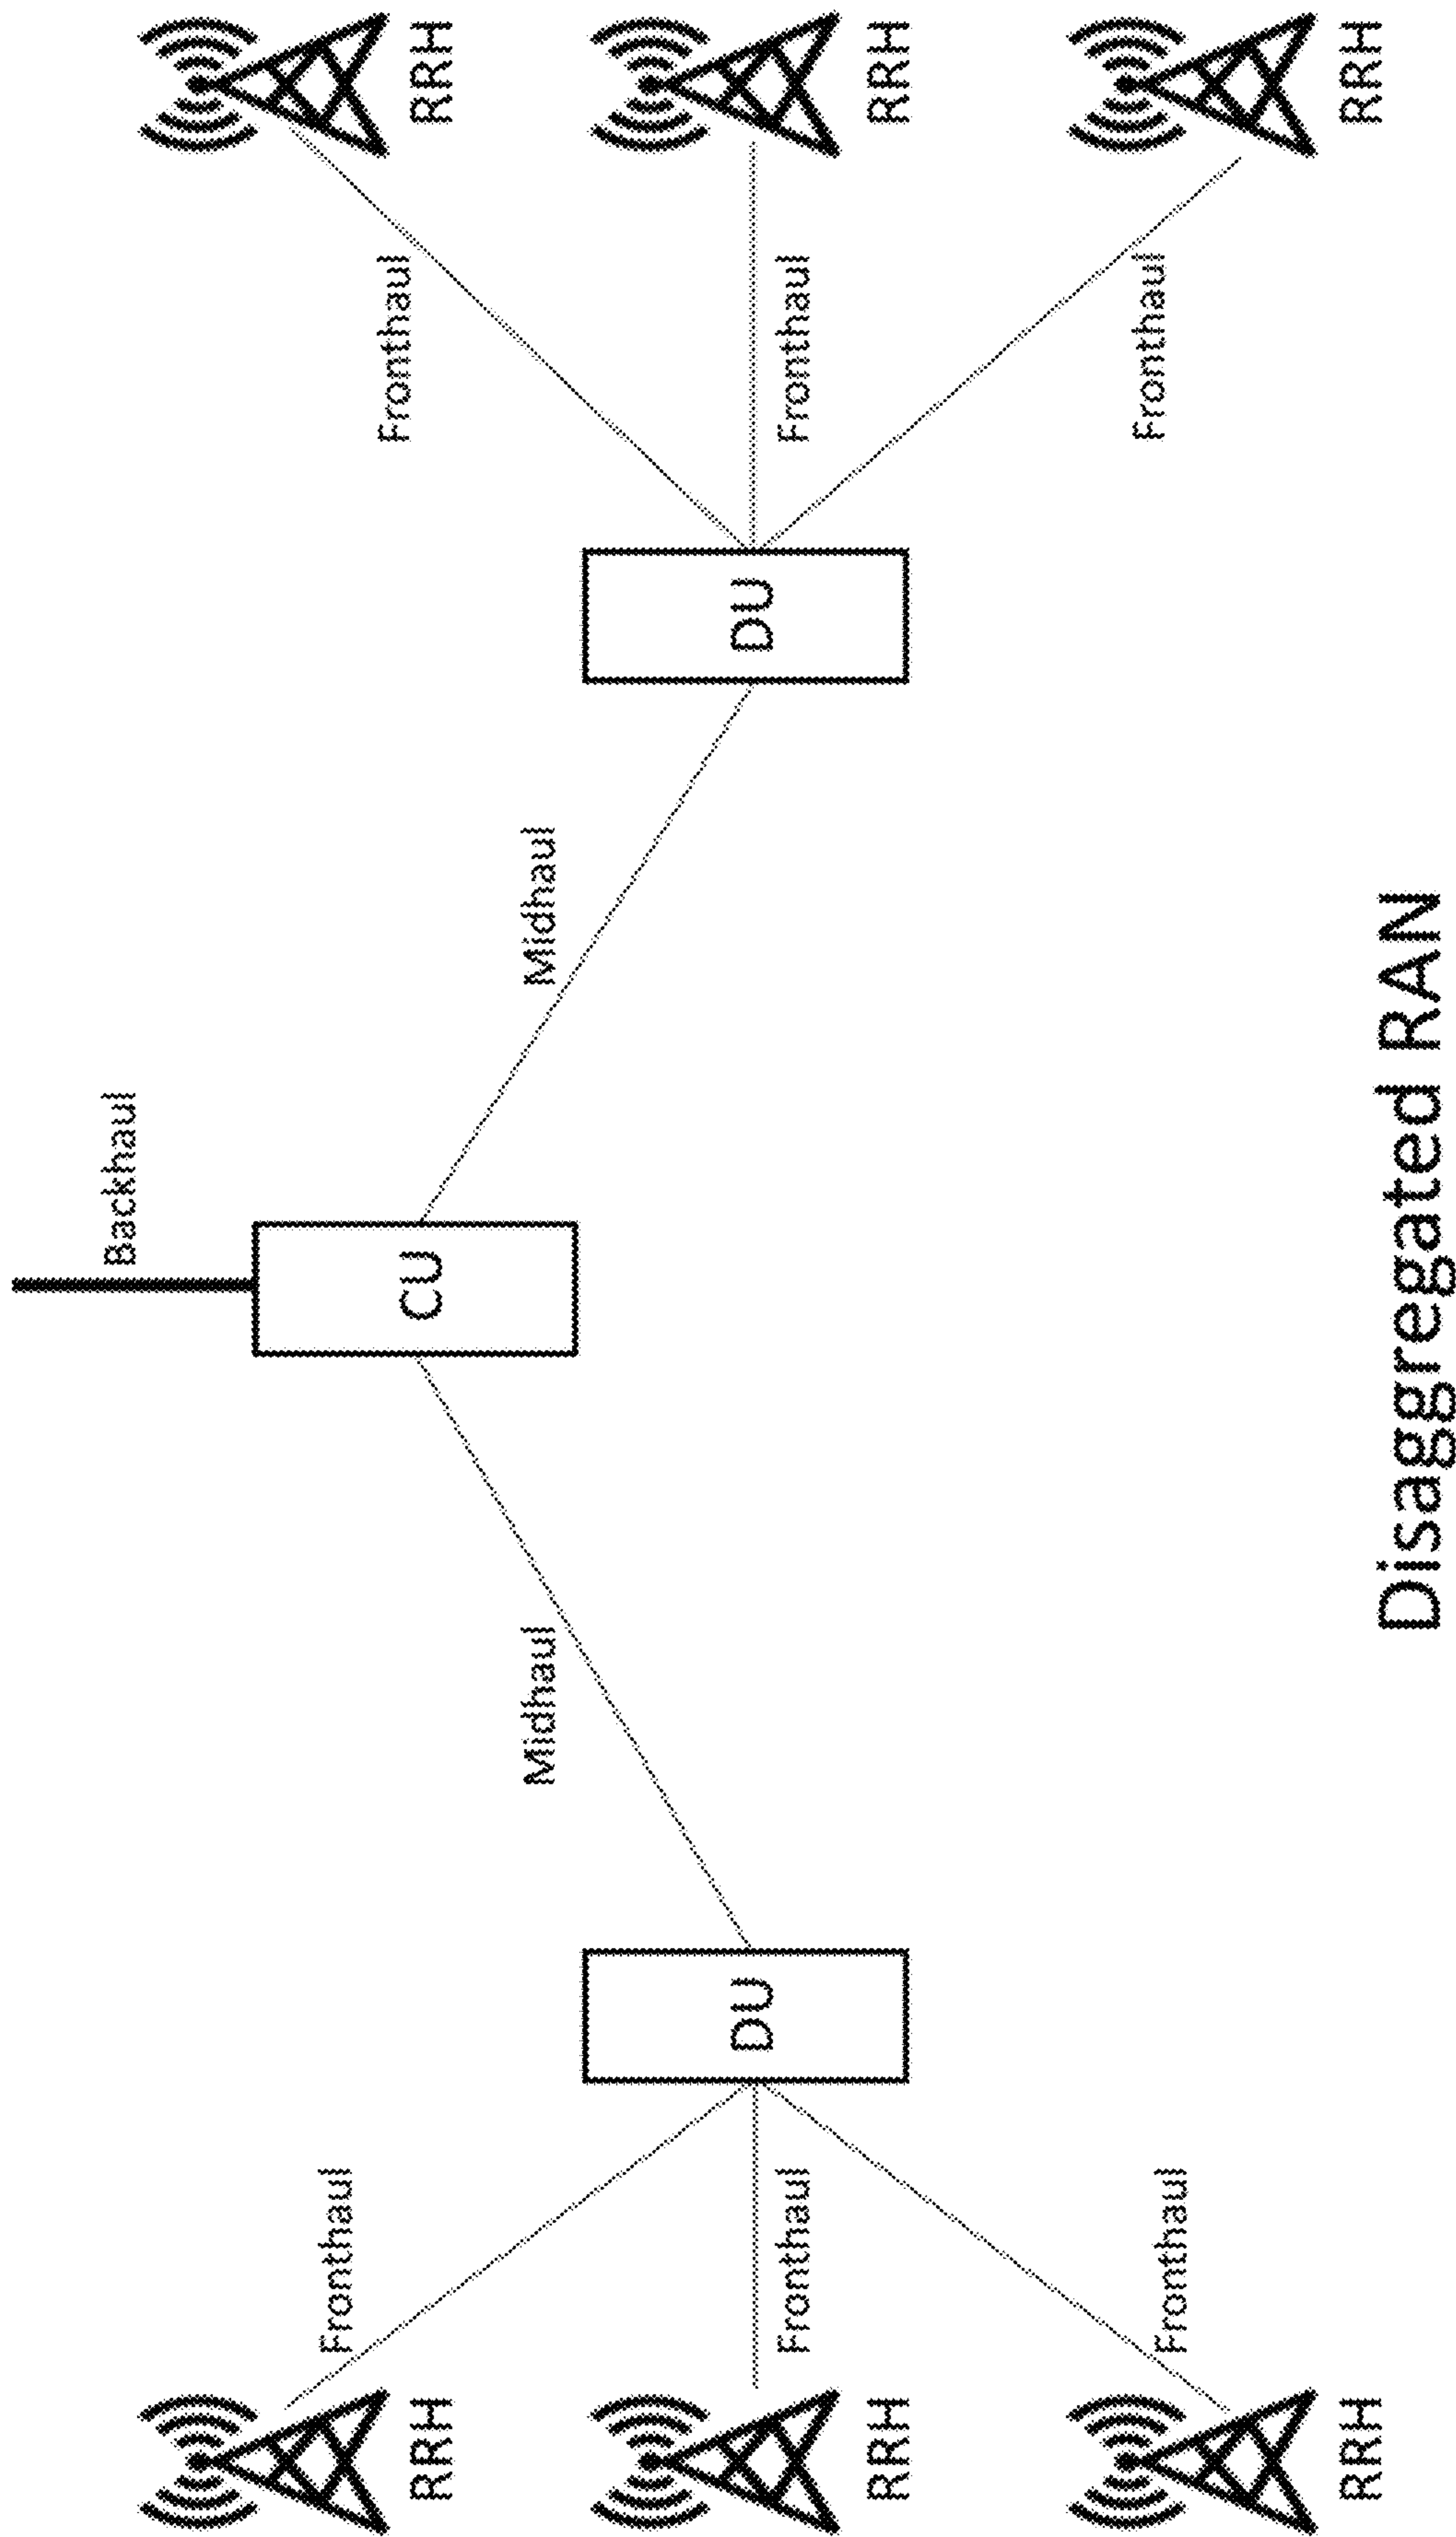 Backhaul
CU
Midhaul
Midhaul
DU
DU
Fronthaul
Fronthaul
Fronthaul
Fronthaul
Fronthaul
Fronthaul
RRH
RRH
RRH
RRH
RRH
RRH
Disaggregated RAN